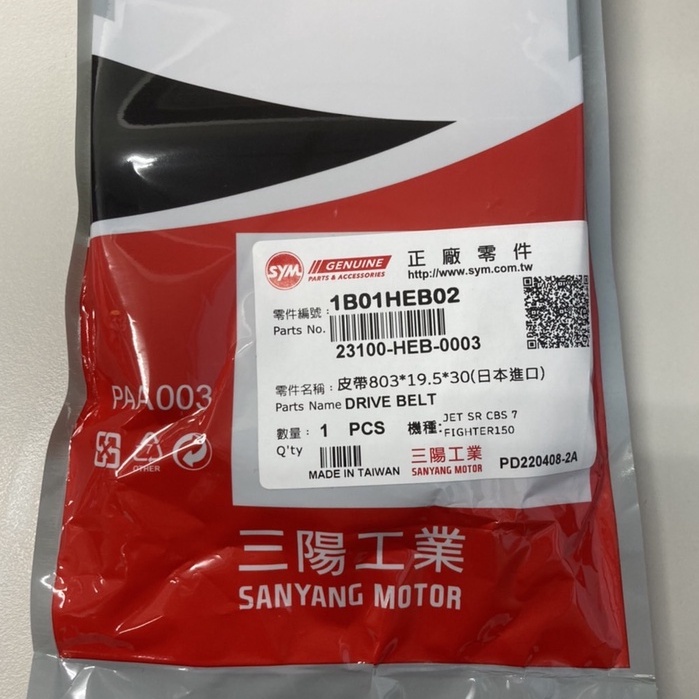 SYM GENUINE 正廠零件
PARTS & ACCESSORIES http://www.sym.com.tw
零件編號： 1B01HEB02
Parts No.
23100-HEB-0003
零件名稱：皮帶803*19.5*30(日本進口)
Parts Name DRIVE BELT
數量：1 PCS 機種:JET SR CBS 7
FIGHTER150
Q'ty
MADE IN TAIWAN
三陽工業
SANYANG MOTOR
PD220408-2A
PAA003
7
OTHER
三陽工業
SANYANG MOTOR